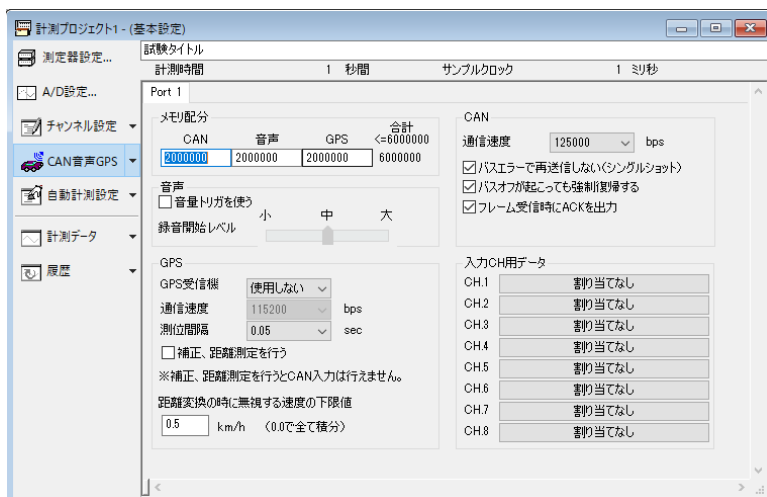 計測プロジェクト1 - (基本設定)
測定器設定...
A/D設定...
チャンネル設定
CAN音声GPS
自動計測設定
計測データ
履歴
試験タイトル
計測時間 1 秒間 サンプルクロック 1 ミリ秒
Port 1
メモリ配分
CAN 音声 GPS 合計 <=6000000
2000000 2000000 2000000 6000000
音声
音量トリガを使う
小 中 大
録音開始レベル
GPS
GPS受信機 使用しない
通信速度 115200 bps
測位間隔 0.05 sec
補正、距離測定を行う
※補正、距離測定を行うとCAN入力は行えません。
距離変換の時に無視する速度の下限値
0.5 km/h (0.0で全て積分)
CAN
通信速度 125000 bps
バスエラーで再送信しない(シングルショット)
バスオフが起こっても強制復帰する
フレーム受信時にACKを出力
入力CH用データ
CH.1 割り当てなし
CH.2 割り当てなし
CH.3 割り当てなし
CH.4 割り当てなし
CH.5 割り当てなし
CH.6 割り当てなし
CH.7 割り当てなし
CH.8 割り当てなし